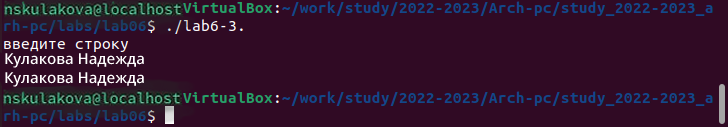 nskulakova@localhostVirtualBox:~/work/study/2022-2023/Arch-pc/study_2022-2023_a
rh-pc/labs/lab06$ ./lab6-3.
введите строку
Кулакова Надежда
Кулакова Надежда
nskulakova@localhostVirtualBox:~/work/study/2022-2023/Arch-pc/study_2022-2023_a
rh-pc/labs/lab06$